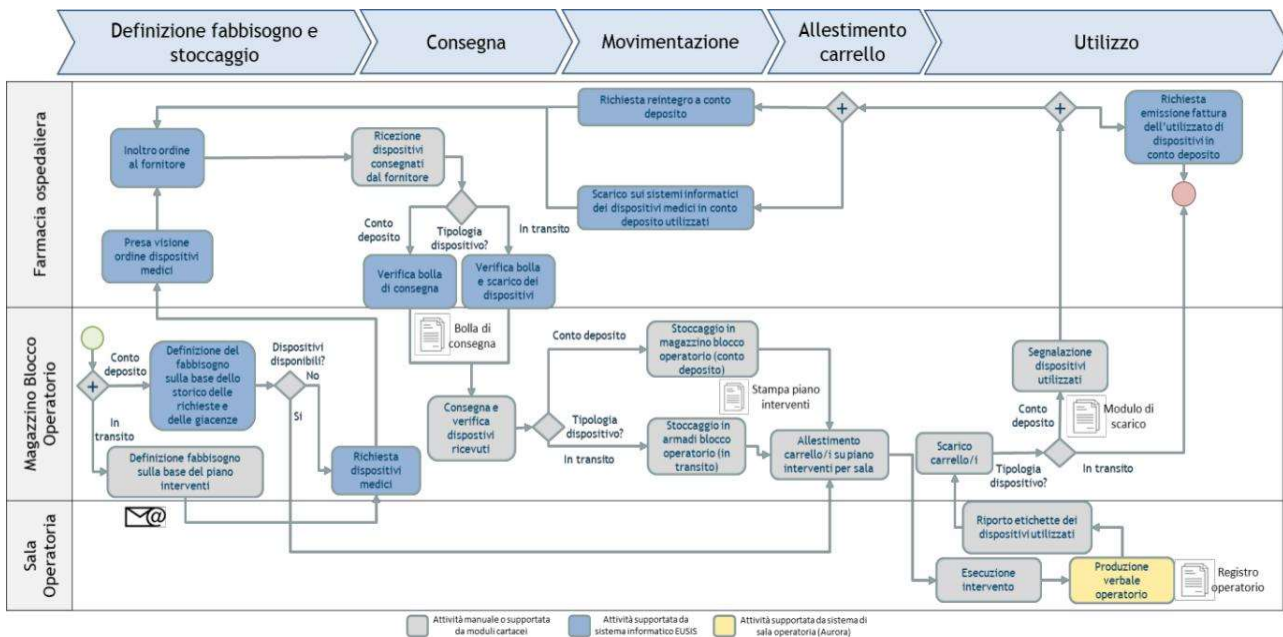 Definizione fabbisogno e
stoccaggio
Consegna
Movimentazione
Allestimento
carrello
Utilizzo
Farmacia ospedaliera
Inoltro ordine
al fornitore
Presa visione
ordine dispositivi
medici
Ricezione
dispositivi
consegnati
dal fornitore
Conto
deposito
Tipologia
dispositivo?
In transito
Verifica bolla
di consegna
Verifica bolla
e scarico dei
dispositivi
Richiesta reintegro a conto
deposito
Scarico sui sistemi informatici
dei dispositivi medici in conto
deposito utilizzati
Richiesta
emissione fattura
dell'utilizzato di
dispositivi in
conto deposito
Magazzino Blocco
Operatorio
Conto
deposito
Definizione del
fabbisogno
sulla base dello
storico delle
richieste e
delle giacenze
Dispositivi
disponibili?
No
Si
In
transito
Definizione fabbisogno
sulla base del piano
interventi
Richiesta
dispositivi
medici
Bolla di
consegna
Consegna e
verifica
dispostivi
ricevuti
Conto deposito
Tipologia
dispositivo?
In transito
Stoccaggio in
magazzino blocco
operatorio (conto
deposito)
Stampa piano
interventi
Stoccaggio in
armadi blocco
operatorio (in
transito)
Allestimento
carrello/i su piano
interventi per sala
Segnalazione
dispositivi
utilizzati
Conto
deposito
Modulo di
scarico
Scarico
carrello/i
Tipologia
dispositivo?
In transito
Sala
Operatoria
@
Riporto etichette dei
dispositivi utilizzati
Esecuzione
intervento
Produzione
verbale
operatorio
Registro
operatorio
Attività manuale o supportata
da moduli cartacei
Attività supportata da
sistema informatico EUSIS
Attività supportata da sistema di
sala operatoria (Aurora)